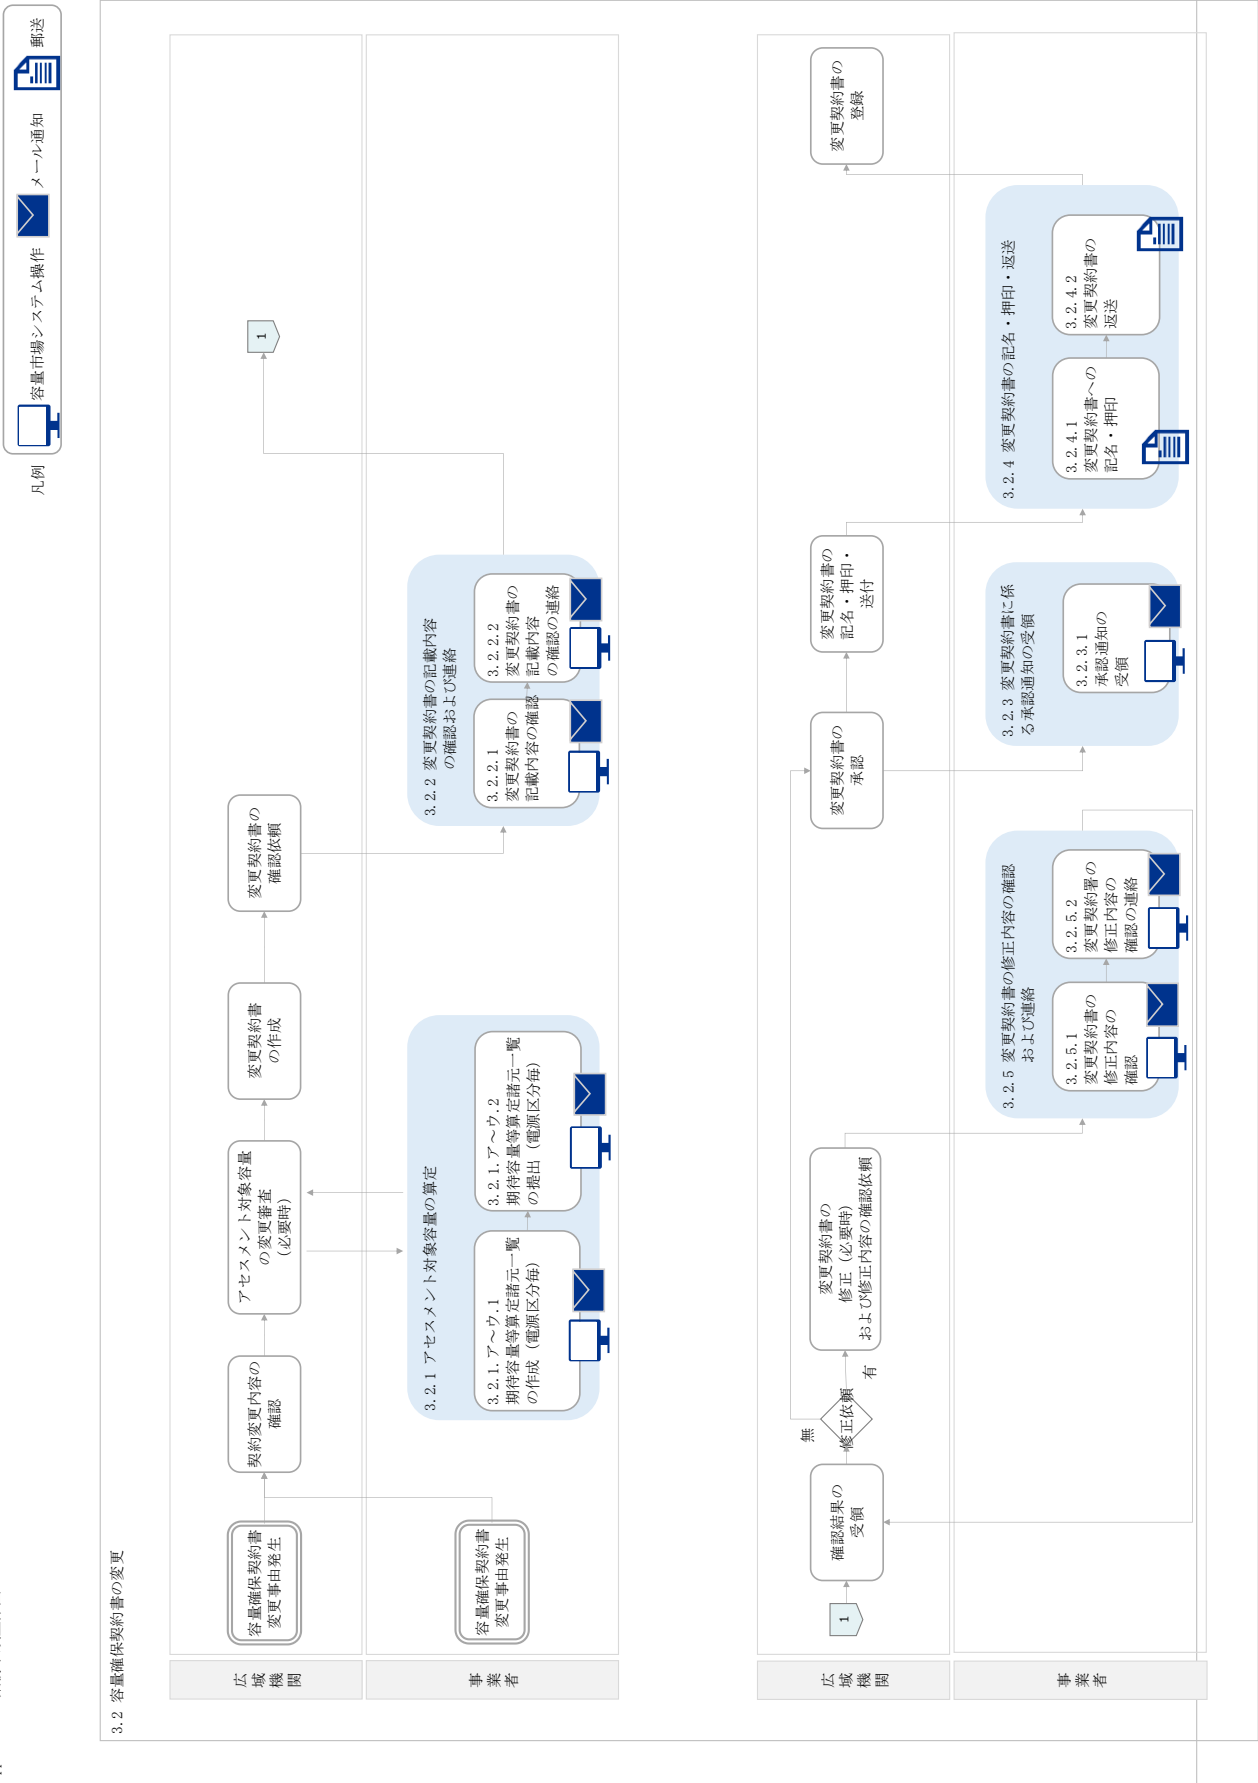 凡例
容量市場システム操作
メール通知
郵送
3.2 容量確保契約書の変更
広域機関
容量確保契約書
変更事由発生
契約変更内容の
確認
アセスメント対象容量
の変更審査
（必要時）
変更契約書
の作成
変更契約書の
確認依頼
1
事業者
容量確保契約書
変更事由発生
3.2.1 アセスメント対象容量の算定
3.2.1.ア～ウ.1
期待容量等算定諸元一覧
の作成（電源区分毎）
3.2.1.ア～ウ.2
期待容量等算定諸元一覧
の提出（電源区分毎）
3.2.2 変更契約書の記載内容
の確認および連絡
3.2.2.1
変更契約書の
記載内容の確認
3.2.2.2
変更契約書の
記載内容
の確認の連絡
広域機関
1
確認結果の
受領
修正依頼
無
有
変更契約書の
修正（必要時）
および修正内容の確認依頼
変更契約書の
承認
変更契約書の
記名・押印・
送付
変更契約書の
登録
事業者
3.2.5 変更契約書の修正内容の確認
および連絡
3.2.5.1
変更契約書の
修正内容の
確認
3.2.5.2
変更契約署の
修正内容の
確認の連絡
3.2.3 変更契約書に係
る承認通知の受領
3.2.3.1
承認通知の
受領
3.2.4 変更契約書の記名・押印・返送
3.2.4.1
変更契約書への
記名・押印
3.2.4.2
変更契約書の
返送